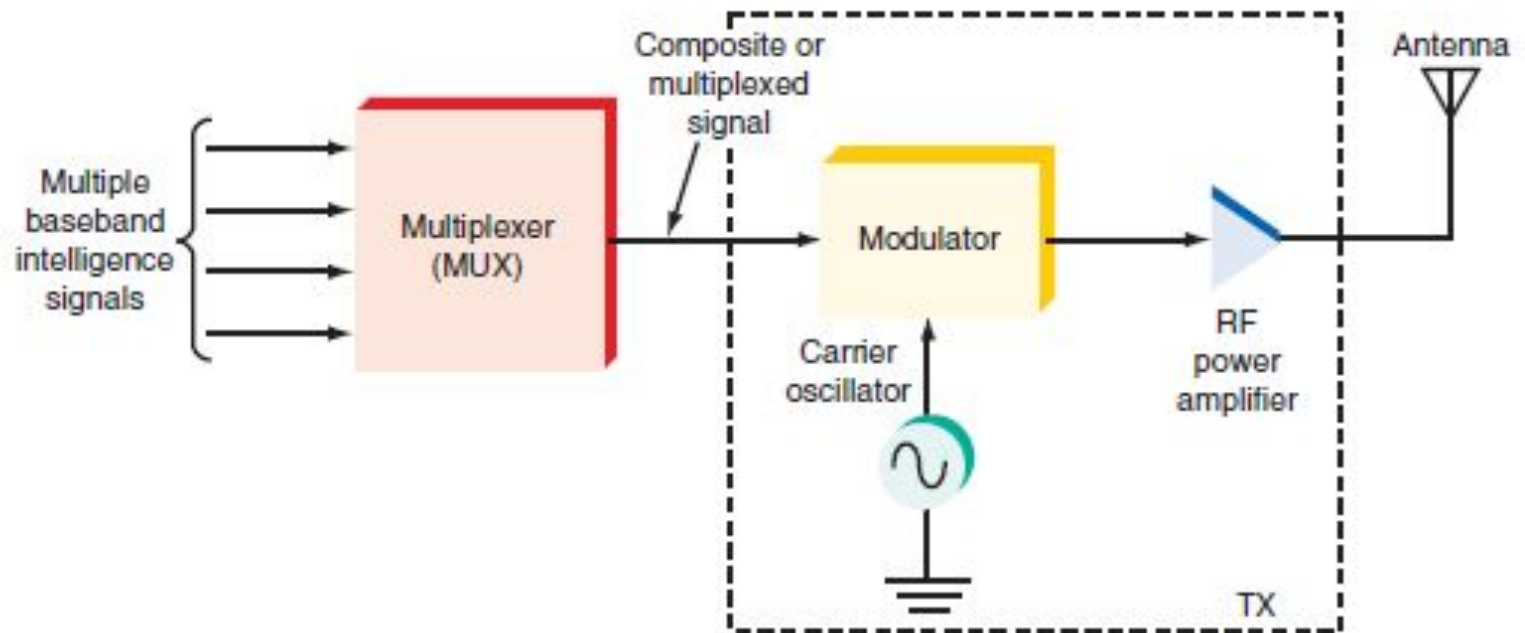 Multiple
baseband
intelligence
signals
Multiplexer
(MUX)
Composite or
multiplexed
signal
Modulator
Carrier
oscillator
RF
power
amplifier
Antenna
TX